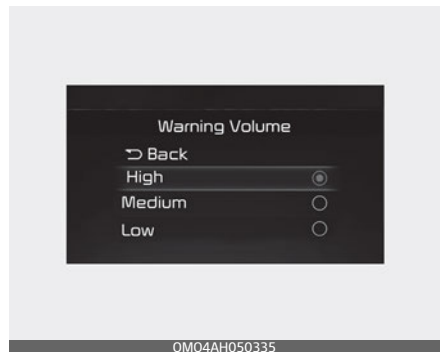 Warning Volume
Back
High
Medium
Low
OMO4AH050335